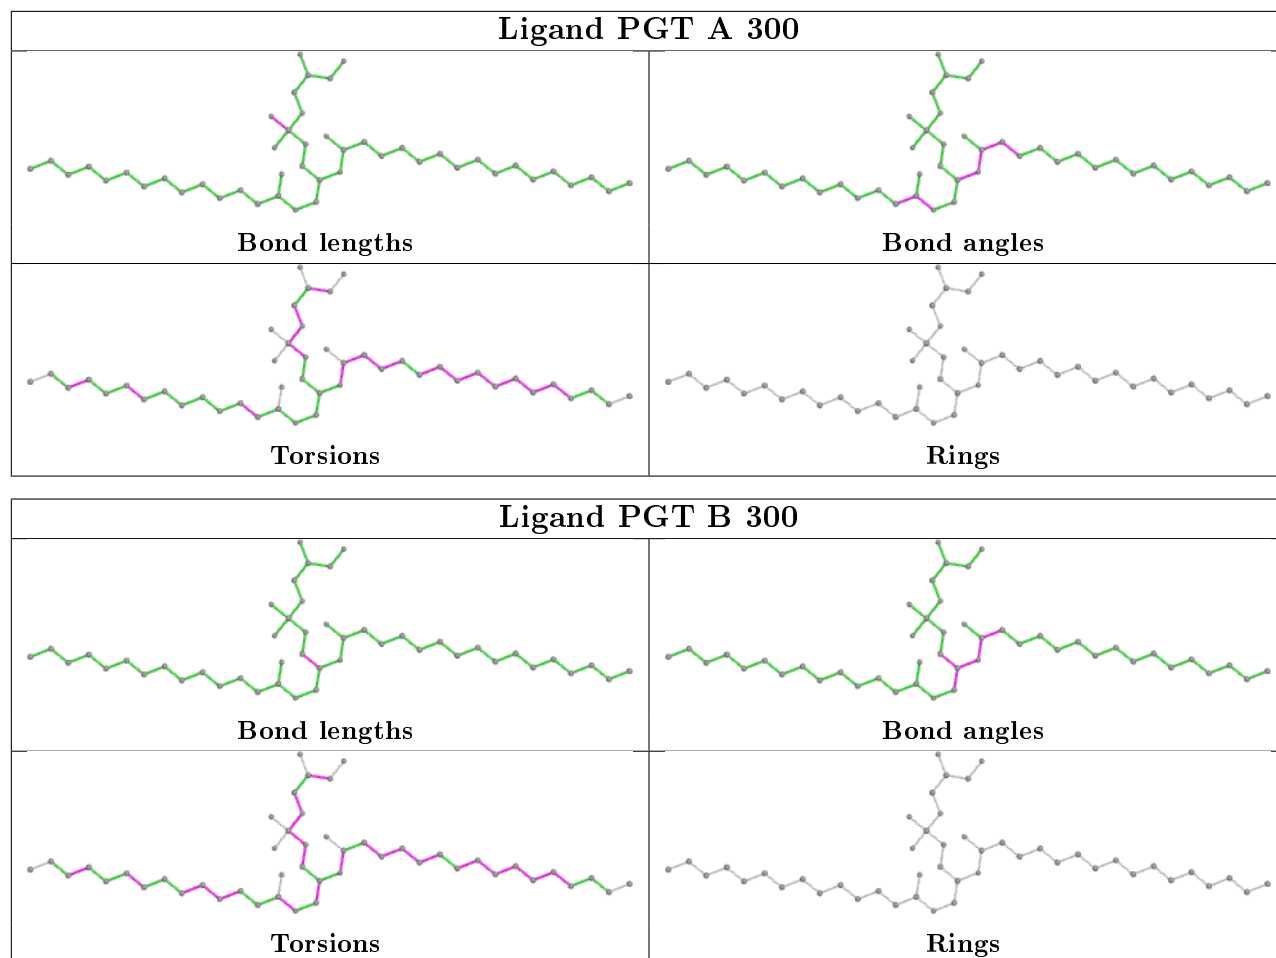 Ligand PGT A 300
Bond lengths
Bond angles
Torsions
Rings
Ligand PGT B 300
Bond lengths
Bond angles
Torsions
Rings